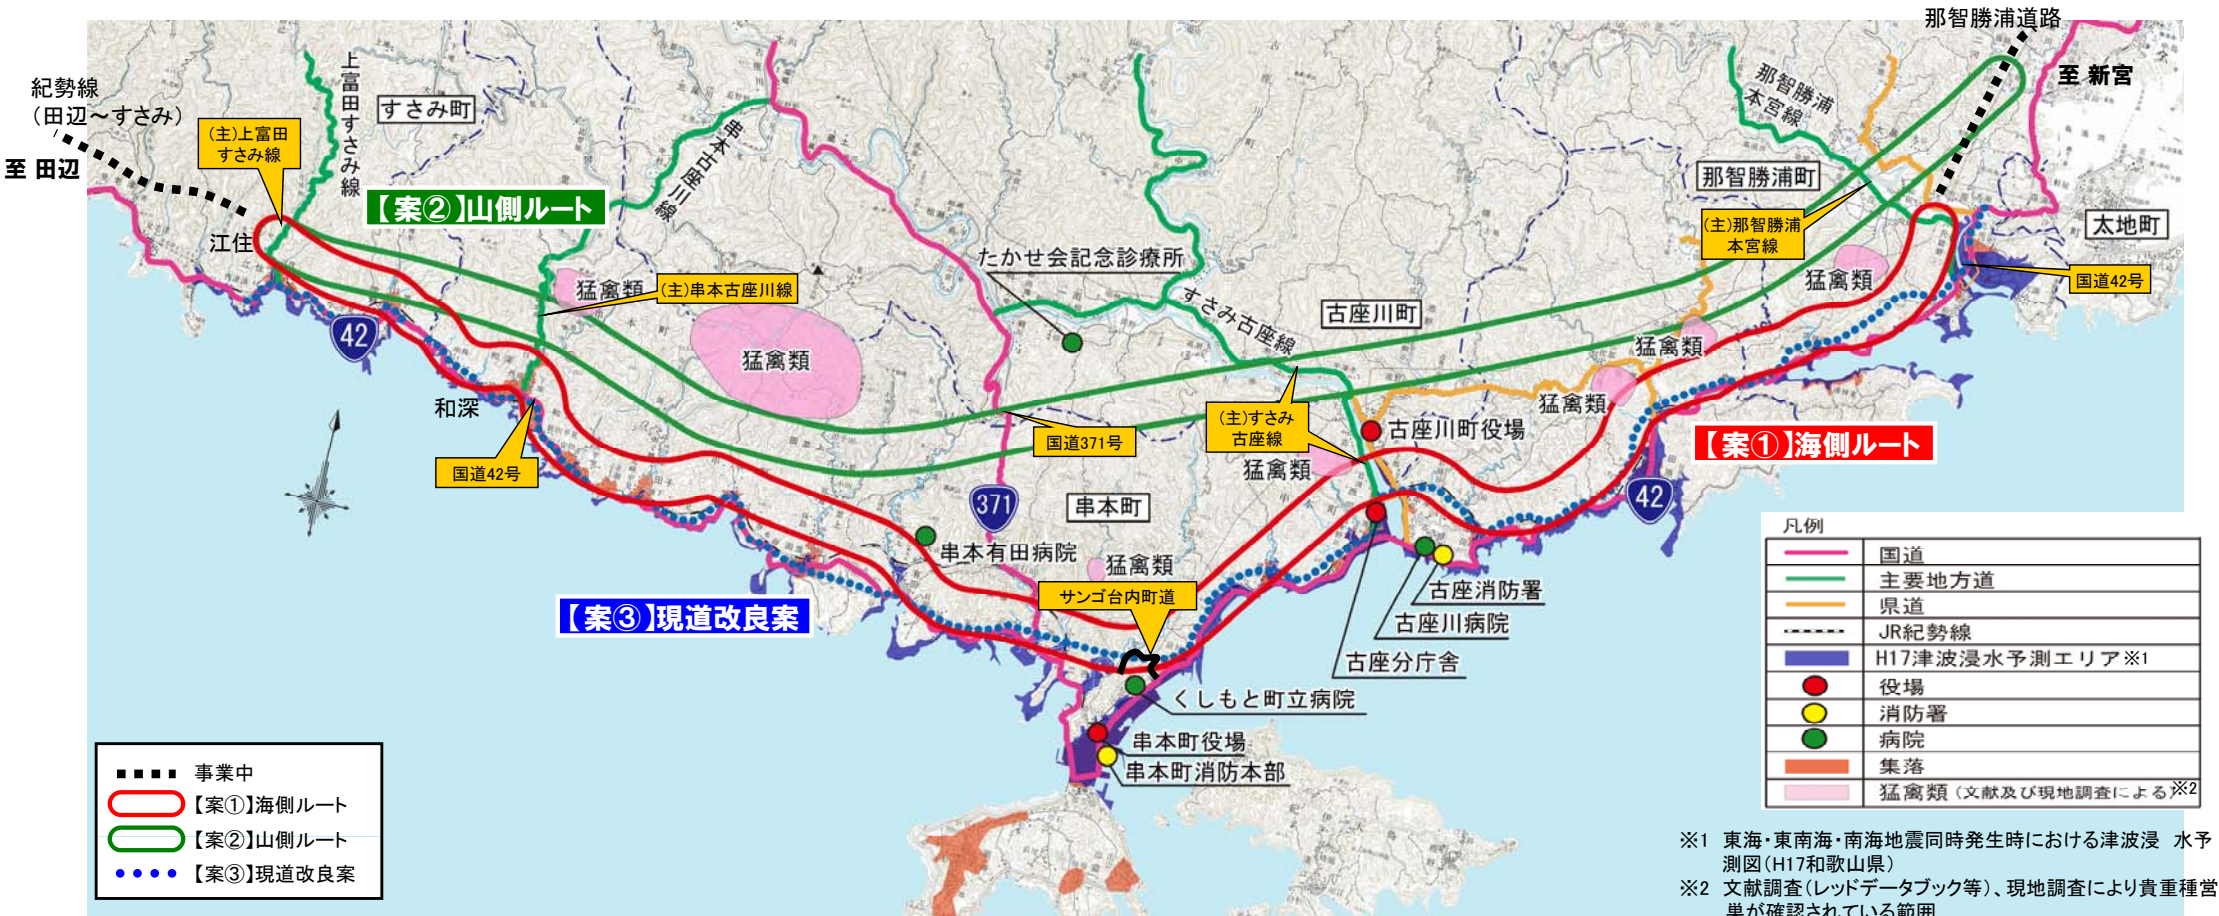 那智勝浦道路
至 新宮
紀勢線
（田辺～すさみ）
至 田辺
(主)上富田
すさみ線
上富田すさみ線
すさみ町
【案②】山側ルート
串本古座川線
江住
猛禽類
(主)串本古座川線
猛禽類
たかせ会記念診療所
すさみ古座線
古座川町
那智勝浦
本宮線
那智勝浦町
(主)那智勝浦
本宮線
太地町
猛禽類
国道42号
猛禽類
猛禽類
42
和深
国道42号
国道371号
(主)すさみ
古座線
猛禽類
古座川町役場
【案①】海側ルート
42
371
串本町
串本有田病院
猛禽類
サンゴ台内町道
【案③】現道改良案
古座消防署
古座川病院
古座分庁舎
くしもと町立病院
串本町役場
串本町消防本部
凡例
国道
主要地方道
県道
JR紀勢線
H17津波浸水予測エリア※1
役場
消防署
病院
集落
猛禽類（文献及び現地調査による）※2
事業中
【案①】海側ルート
【案②】山側ルート
【案③】現道改良案
※1 東海・東南海・南海地震同時発生時における津波浸 水予
測図(H17和歌山県)
※2 文献調査(レッドデータブック等)、現地調査により貴重種営
巣が確認されている範囲